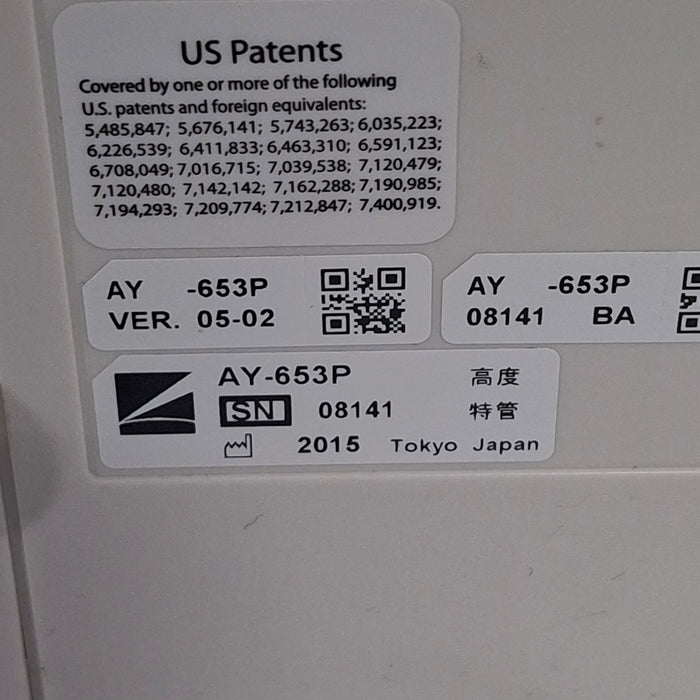 US Patents
Covered by one or more of the following
U.S. patents and foreign equivalents:
5,485,847; 5,676,141; 5,743,263; 6,035,223;
6,226,539; 6,411,833; 6,463,310; 6,591,123;
6,708,049; 7,016,715; 7,039,538; 7,120,479;
7,120,480; 7,142,142; 7,162,288; 7,190,985;
7,194,293; 7,209,774; 7,212,847; 7,400,919.
AY -653P
VER. 05-02
AY -653P
08141 BA
AY-653P 高度
SN 08141 特管
2015 Tokyo Japan